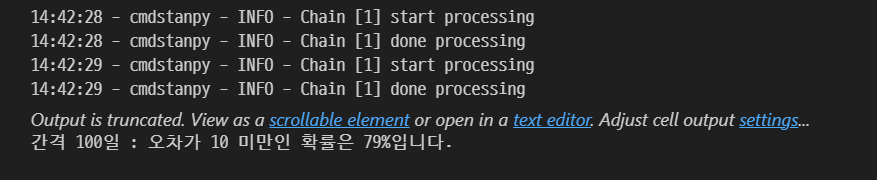 14:42:28 - cmdstanpy - INFO - Chain [1] start processing
14:42:28 - cmdstanpy - INFO - Chain [1] done processing
14:42:29 - cmdstanpy - INFO - Chain [1] start processing
14:42:29 - cmdstanpy - INFO - Chain [1] done processing
Output is truncated. View as a scrollable element or open in a text editor. Adjust cell output settings...
간격 100일 : 오차가 10 미만인 확률은 79%입니다.